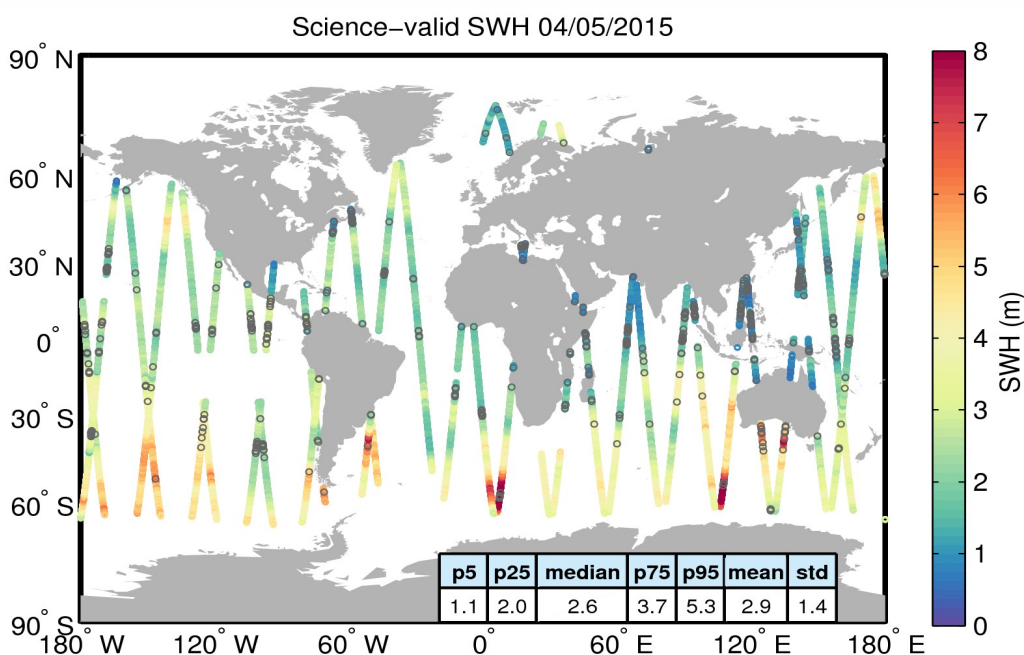 Science−valid SWH 04/05/2015
90° N
60° N
30° N
0°
30° S
60° S
90° S
180° W
120° W
60° W
0°
60° E
120° E
180° E
p5 p25 median p75 p95 mean std
1.1 2.0 2.6 3.7 5.3 2.9 1.4
8
7
6
5
4
3
2
1
0
SWH (m)